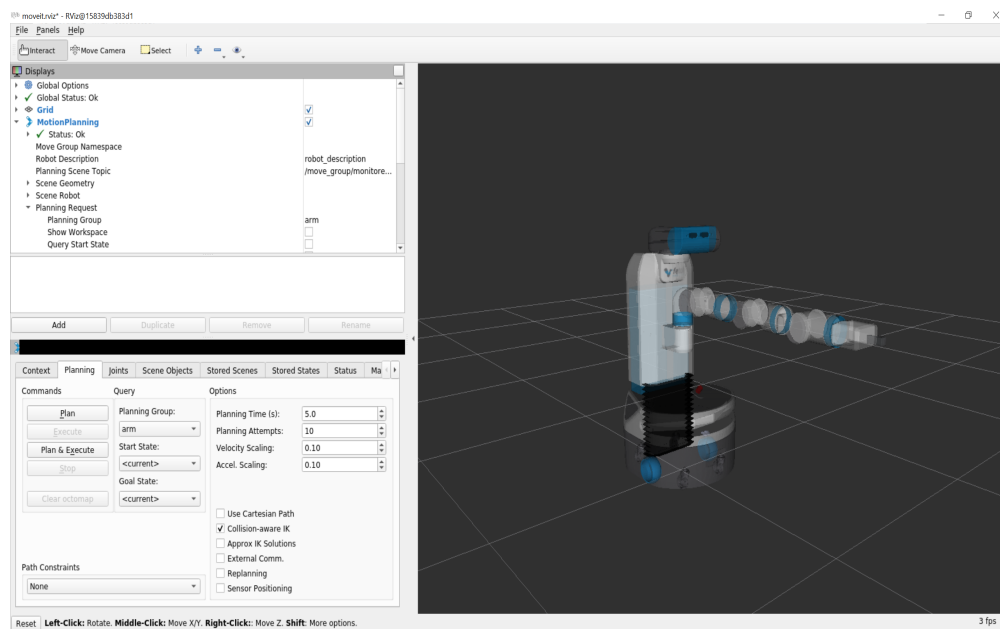 moveit.rviz* - RViz@15839db383d1
File Panels Help
Interact Move Camera Select
Displays
Global Options
Global Status: Ok
Grid
MotionPlanning
Status: Ok
Move Group Namespace
Robot Description robot_description
Planning Scene Topic /move_group/monitore...
Scene Geometry
Scene Robot
Planning Request
Planning Group arm
Show Workspace
Query Start State
Add Duplicate Remove Rename
Context Planning Joints Scene Objects Stored Scenes Stored States Status Ma
Commands Query Options
Plan Planning Group: Planning Time (s): 5.0
Execute arm Planning Attempts: 10
Plan & Execute Start State: Velocity Scaling: 0.10
Stop <current> Accel. Scaling: 0.10
Goal State:
Clear octomap <current>
Use Cartesian Path
Collision-aware IK
Approx IK Solutions
External Comm.
Path Constraints Replanning
None Sensor Positioning
Reset Left-Click: Rotate. Middle-Click: Move X/Y. Right-Click:: Move Z. Shift: More options. 3 fps